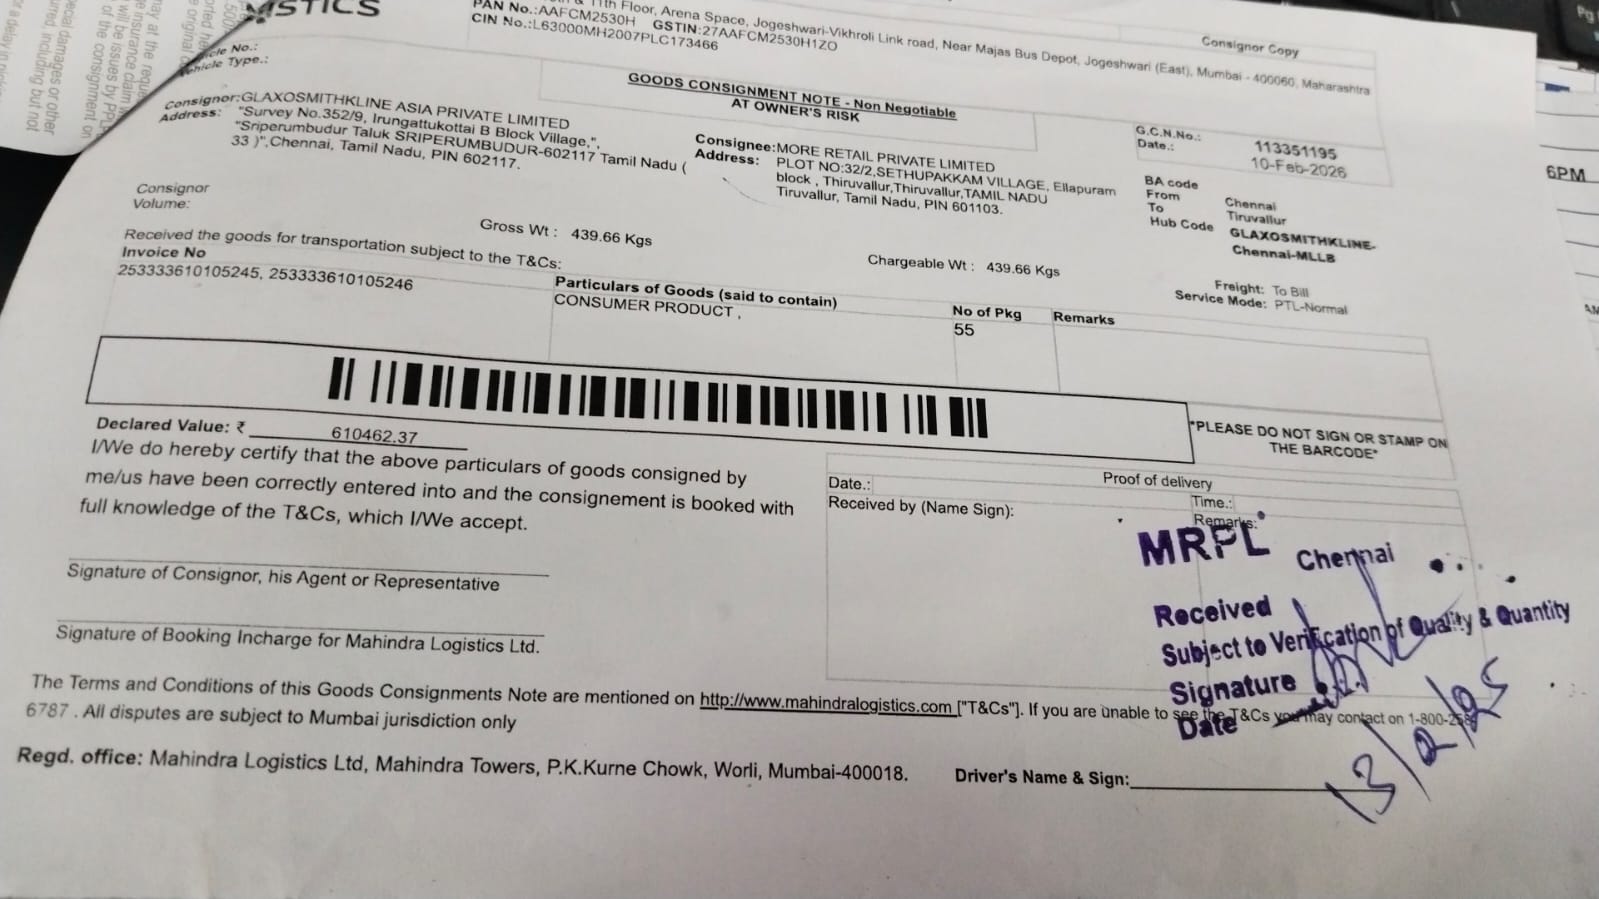 MISTICS
11th Floor, Arena Space, Jogeshwari-Vikhroli Link road, Near Majas Bus Depot, Jogeshwari (East), Mumbai - 400060, Maharashtra
PAN No.:AAFCM2530H GSTIN:27AAFCM2530H1ZO
CIN No.:L63000MH2007PLC173466
Consignor Copy
Vehicle No.:
Vehicle Type.:
GOODS CONSIGNMENT NOTE - Non Negotiable
AT OWNER'S RISK
Consignor:GLAXOSMITHKLINE ASIA PRIVATE LIMITED
Address: "Survey No.352/9, Irungattukottai B Block Village,",
"Sriperumbudur Taluk SRIPERUMBUDUR-602117 Tamil Nadu (
33 )",Chennai, Tamil Nadu, PIN 602117.
Consignee:MORE RETAIL PRIVATE LIMITED
Address: PLOT NO:32/2,SETHUPAKKAM VILLAGE, Ellapuram
block , Thiruvallur,Thiruvallur,TAMIL NADU
Tiruvallur, Tamil Nadu, PIN 601103.
G.C.N.No.: 113351195
Date.: 10-Feb-2026
BA code
From Chennai
To Tiruvallur
Hub Code GLAXOSMITHKLINE-
Chennai-MLLB
Consignor
Volume:
Gross Wt : 439.66 Kgs
Chargeable Wt : 439.66 Kgs
Freight: To Bill
Service Mode: PTL-Normal
Received the goods for transportation subject to the T&Cs:
Invoice No
253333610105245, 253333610105246
Particulars of Goods (said to contain)
CONSUMER PRODUCT ,
No of Pkg
55
Remarks
*PLEASE DO NOT SIGN OR STAMP ON
THE BARCODE*
Declared Value: ₹ 610462.37
I/We do hereby certify that the above particulars of goods consigned by
me/us have been correctly entered into and the consignement is booked with
full knowledge of the T&Cs, which I/We accept.
Proof of delivery
Date.:
Time.:
Received by (Name Sign):
Remarks:
MRPL Chennai
Received
Subject to Verification of Quality & Quantity
Signature
Date
Signature of Consignor, his Agent or Representative
Signature of Booking Incharge for Mahindra Logistics Ltd.
The Terms and Conditions of this Goods Consignments Note are mentioned on http://www.mahindralogistics.com ["T&Cs"]. If you are unable to see the T&Cs you may contact on 1-800-258
6787 . All disputes are subject to Mumbai jurisdiction only
Regd. office: Mahindra Logistics Ltd, Mahindra Towers, P.K.Kurne Chowk, Worli, Mumbai-400018.
Driver's Name & Sign:
6PM